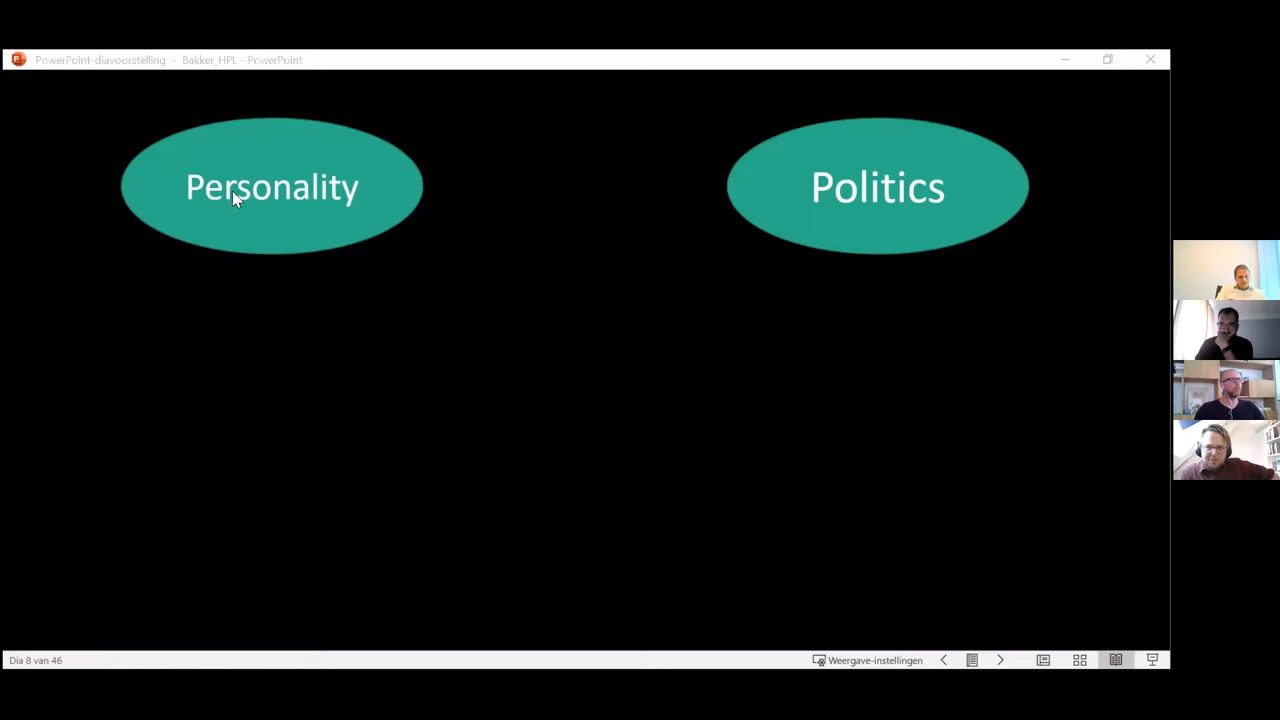 PowerPoint-diavoorstelling - Bakker_HPL - PowerPoint
Personality
Politics
Dia 8 van 46
Weergave-instellingen